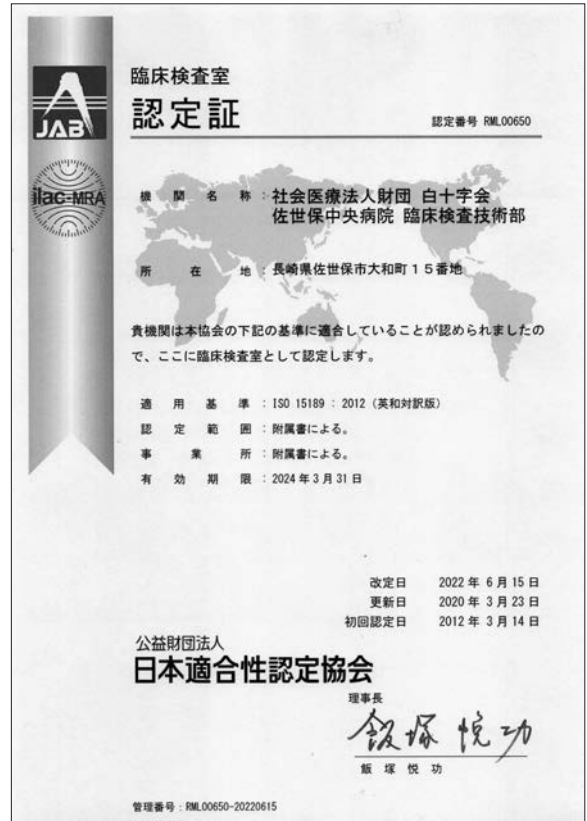 JAB
ilac-MRA
臨床検査室
認定証
認定番号 RML00650
機関名称：社会医療法人財団 白十字会
佐世保中央病院 臨床検査技術部
所在地：長崎県佐世保市大和町１５番地
貴機関は本協会の下記の基準に適合していることが認められましたの
で、ここに臨床検査室として認定します。
適用基準：ISO 15189：2012（英和対訳版）
認定範囲：附属書による。
事業所：附属書による。
有効期限：2024年3月31日
改定日 2022年 6月15日
更新日 2020年 3月23日
初回認定日 2012年 3月14日
公益財団法人
日本適合性認定協会
理事長
飯塚悦功
飯塚悦功
管理番号：RML00650-20220615